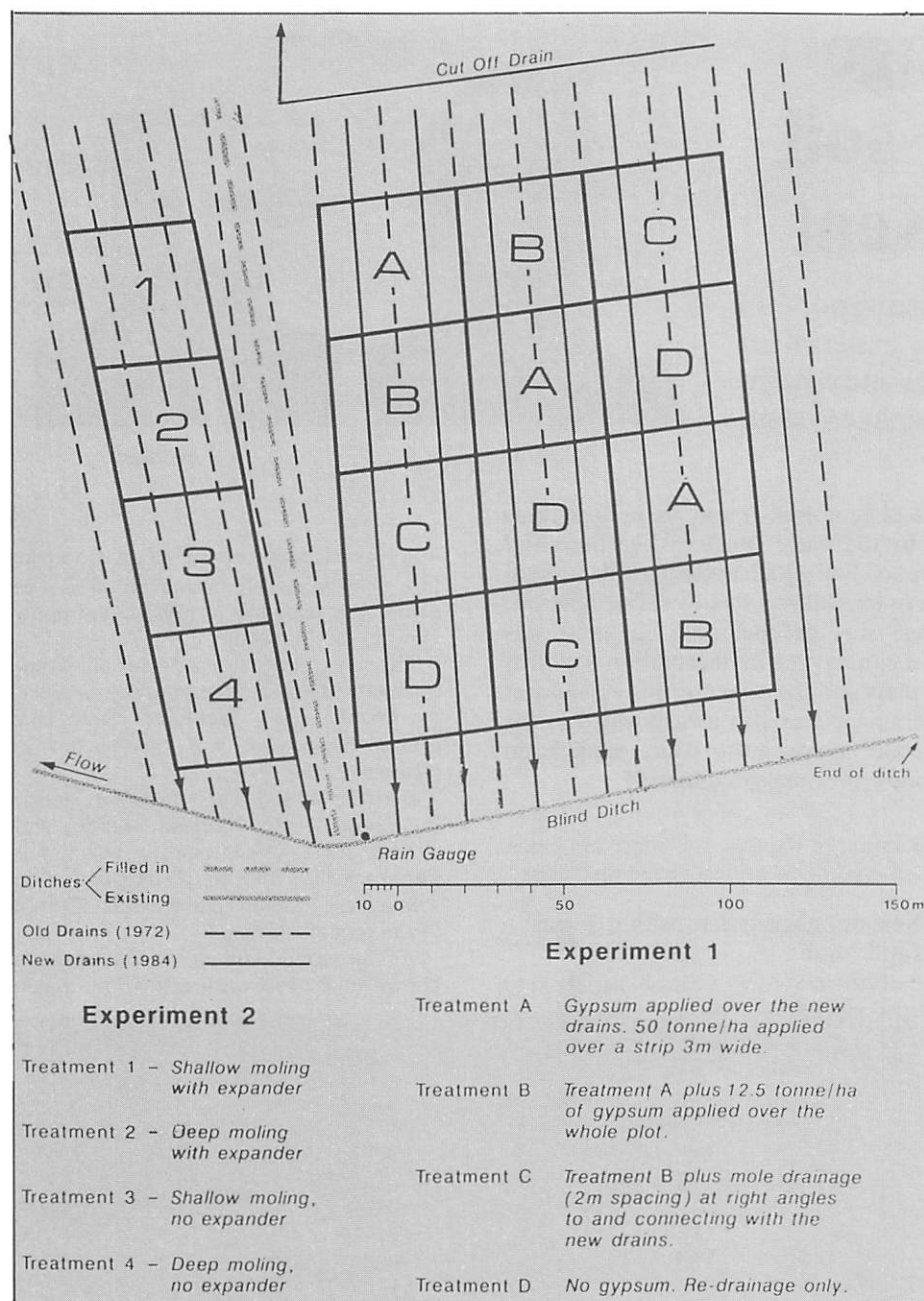 Cut Off Drain
A
B
C
1
B
A
D
2
C
D
A
3
D
C
B
4
Flow
End of ditch
Blind Ditch
Rain Gauge
Ditches
Filled in
Existing
10 0 50 100 150m
Old Drains (1972)
New Drains (1984)
Experiment 1
Treatment A Gypsum applied over the new
drains. 50 tonne/ha applied
over a strip 3m wide.
Treatment B Treatment A plus 12.5 tonne/ha
of gypsum applied over the
whole plot.
Treatment C Treatment B plus mole drainage
(2m spacing) at right angles
to and connecting with the
new drains.
Treatment D No gypsum. Re-drainage only.
Experiment 2
Treatment 1 – Shallow moling
with expander
Treatment 2 – Deep moling
with expander
Treatment 3 – Shallow moling,
no expander
Treatment 4 – Deep moling,
no expander